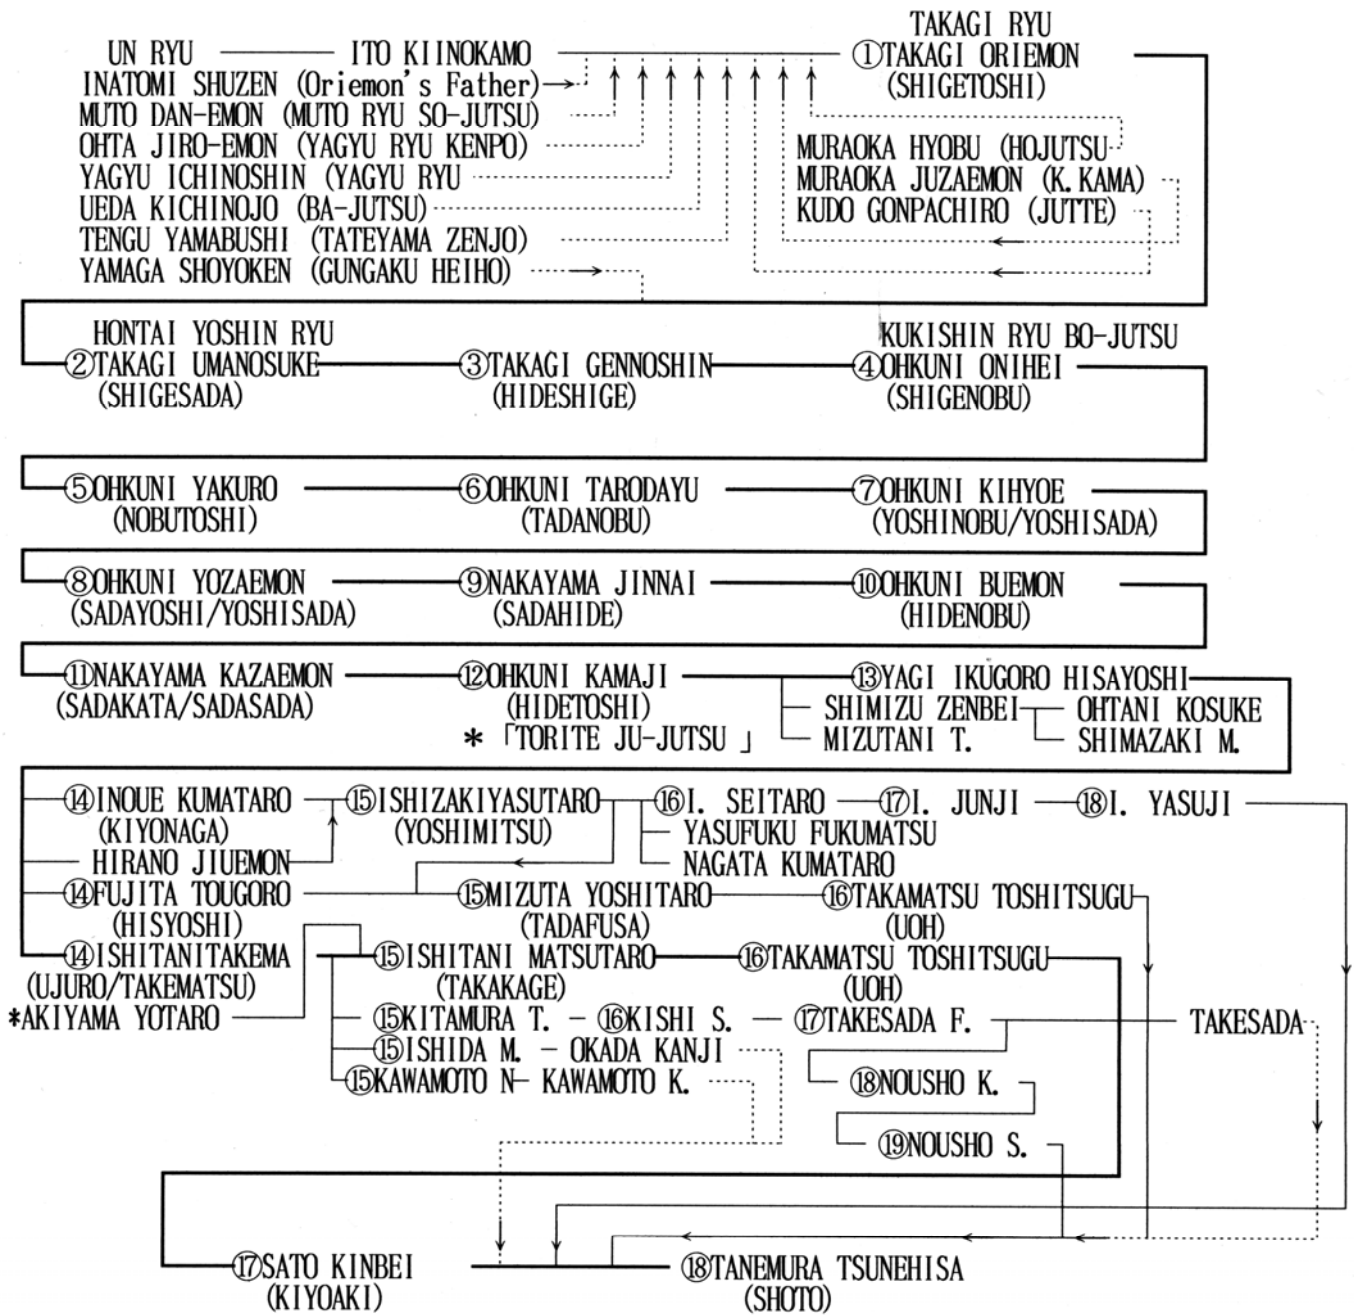 TAKAGI RYU
UN RYU ITO KIINOKAMO ①TAKAGI ORIEMON
INATOMI SHUZEN (Oriemon's Father) (SHIGETOSHI)
MUTO DAN-EMON (MUTO RYU SO-JUTSU)
OHTA JIRO-EMON (YAGYU RYU KENPO) MURAOKA HYOBU (HOJUTSU
YAGYU ICHINOSHIN (YAGYU RYU MURAOKA JUZAEMON (K.KAMA)
UEDA KICHINOJO (BA-JUTSU) KUDO GONPACHIRO (JUTTE)
TENGU YAMABUSHI (TATEYAMA ZENJO)
YAMAGA SHOYOKEN (GUNGAKU HEIHO)
HONTAI YOSHIN RYU KUKISHIN RYU BO-JUTSU
②TAKAGI UMANOSUKE ③TAKAGI GENNOSHIN ④OHKUNI ONIHEI
(SHIGESADA) (HIDESHIGE) (SHIGENOBU)
⑤OHKUNI YAKURO ⑥OHKUNI TARODAYU ⑦OHKUNI KIHYOE
(NOBUTOSHI) (TADANOBU) (YOSHINOBU/YOSHISADA)
⑧OHKUNI YOZAEMON ⑨NAKAYAMA JINNAI ⑩OHKUNI BUEMON
(SADAYOSHI/YOSHISADA) (SADAHIDE) (HIDENOBU)
⑪NAKAYAMA KAZAEMON ⑫OHKUNI KAMAJI ⑬YAGI IKUGORO HISAYOSHI
(SADAKATA/SADASADA) (HIDETOSHI) SHIMIZU ZENBEI OHTANI KOSUKE
* 「TORITE JU-JUTSU 」 MIZUTANI T. SHIMAZAKI M.
⑭INOUE KUMATARO ⑮ISHIZAKIYASUTARO ⑯I. SEITARO ⑰I. JUNJI ⑱I. YASUJI
(KIYONAGA) (YOSHIMITSU) YASUFUKU FUKUMATSU
HIRANO JIUEMON NAGATA KUMATARO
⑭FUJITA TOUGORO ⑮MIZUTA YOSHITARO ⑯TAKAMATSU TOSHITSUGU
(HISYOSHI) (TADAFUSA) (UOH)
⑭ISHITANITAKEMA ⑮ISHITANI MATSUTARO ⑯TAKAMATSU TOSHITSUGU
(UJURO/TAKEMATSU) (TAKAKAGE) (UOH)
*AKIYAMA YOTARO ⑮KITAMURA T. – ⑯KISHI S. – ⑰TAKESADA F. TAKESADA
⑮ISHIDA M. – OKADA KANJI
⑮KAWAMOTO N– KAWAMOTO K. ⑱NOUSHO K.
⑲NOUSHO S.
⑰SATO KINBEI ⑱TANEMURA TSUNEHISA
(KIYOAKI) (SHOTO)